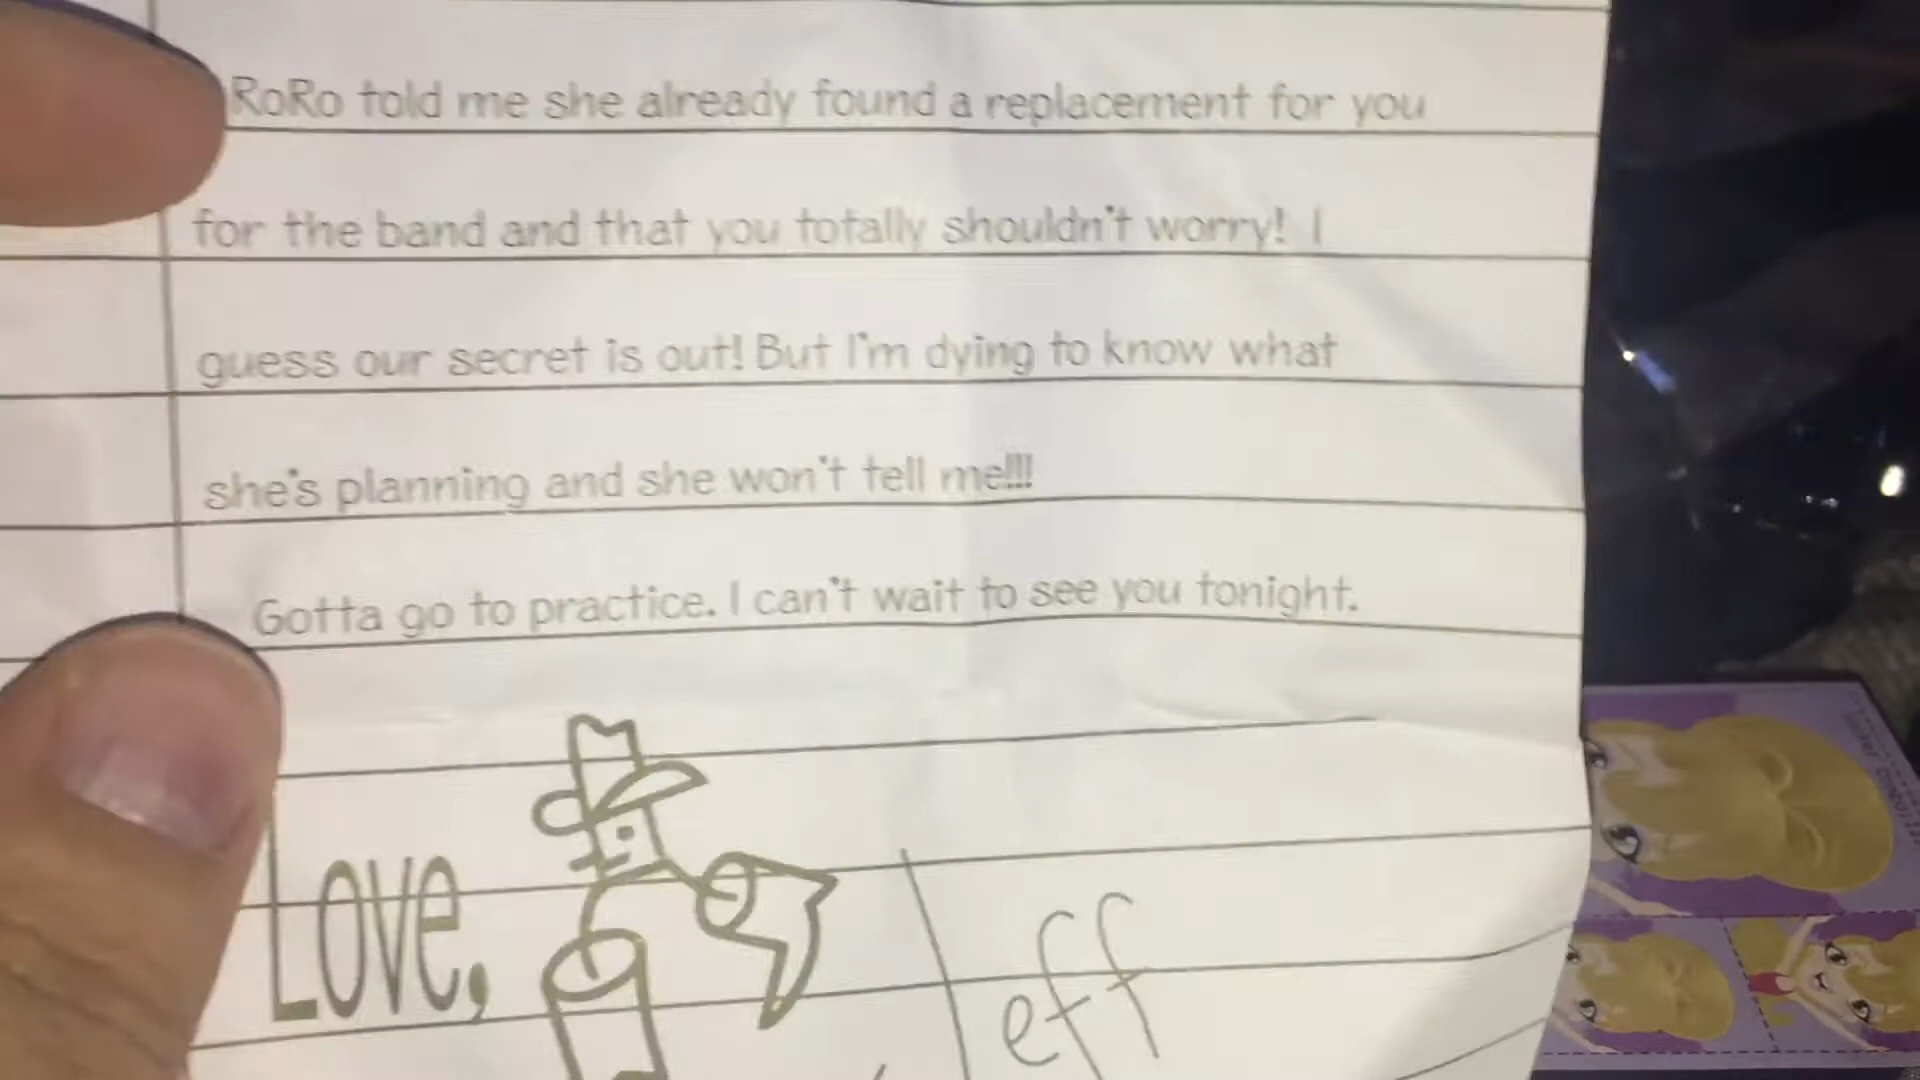 RoRo told me she already found a replacement for you
for the band and that you totally shouldn't worry! I
guess our secret is out! But I'm dying to know what
she's planning and she won't tell me!!!
Gotta go to practice. I can't wait to see you tonight.
Love,
Jeff